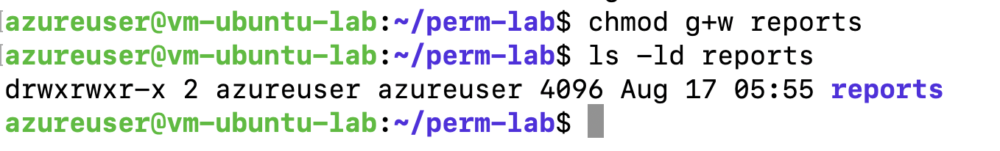 [azureuser@vm-ubuntu-lab:~/perm-lab$ chmod g+w reports
[azureuser@vm-ubuntu-lab:~/perm-lab$ ls -ld reports
drwxrwxr-x 2 azureuser azureuser 4096 Aug 17 05:55 reports
azureuser@vm-ubuntu-lab:~/perm-lab$